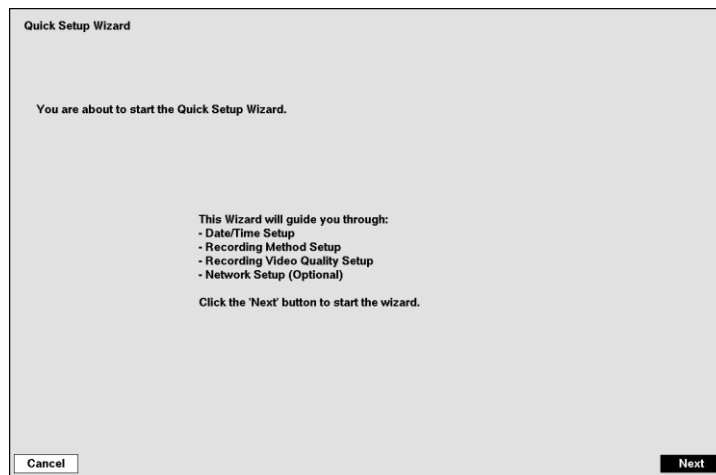 Quick Setup Wizard
You are about to start the Quick Setup Wizard.
This Wizard will guide you through:
- Date/Time Setup
- Recording Method Setup
- Recording Video Quality Setup
- Network Setup (Optional)
Click the 'Next' button to start the wizard.
Cancel
Next